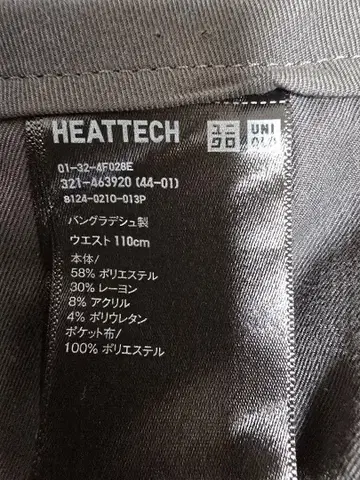 HEATTECH
ユニ
クロ
UNI
QLO
01-32-4F028E
321-463920 (44-01)
8124-0210-013P
バングラデシュ製
ウエスト 110cm
本体/
58% ポリエステル
30% レーヨン
8% アクリル
4% ポリウレタン
ポケット布/
100% ポリエステル